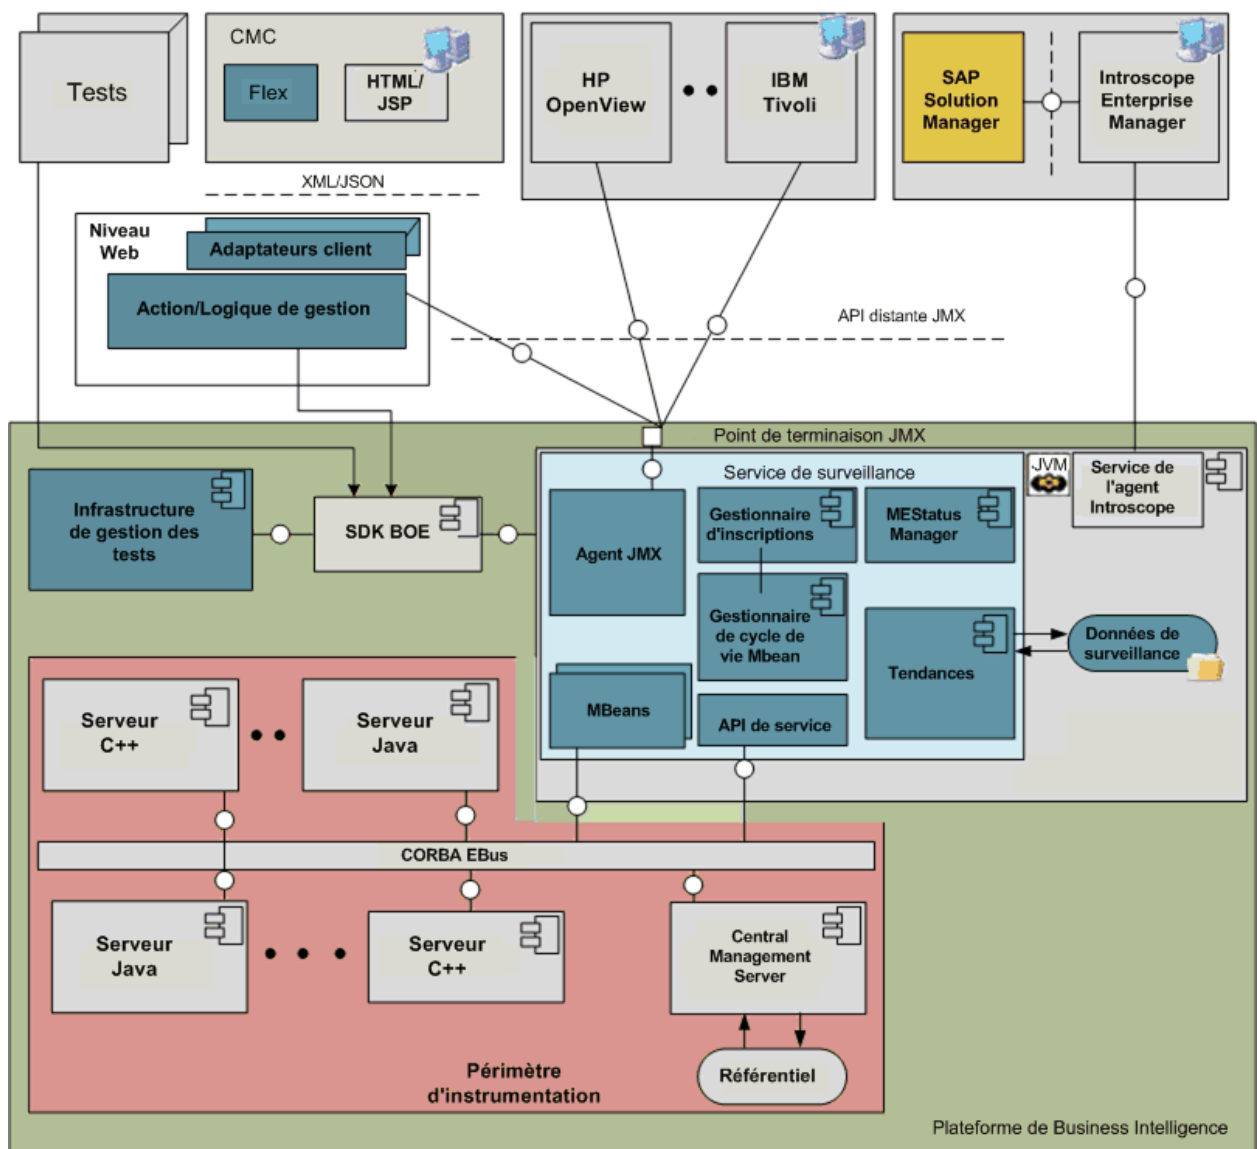 Tests
CMC
Flex
HTML/
JSP
HP
OpenView
IBM
Tivoli
SAP
Solution
Manager
Introscope
Enterprise
Manager
XML/JSON
Niveau
Web
Adaptateurs client
Action/Logique de gestion
API distante JMX
Point de terminaison JMX
Service de surveillance
JVM
Service de
l'agent
Introscope
Infrastructure
de gestion des
tests
SDK BOE
Agent JMX
Gestionnaire
d'inscriptions
MEStatus
Manager
Gestionnaire
de cycle de
vie Mbean
Tendances
Données de
surveillance
MBeans
API de service
Serveur
C++
Serveur
Java
CORBA EBus
Serveur
Java
Serveur
C++
Central
Management
Server
Référentiel
Périmètre
d'instrumentation
Plateforme de Business Intelligence